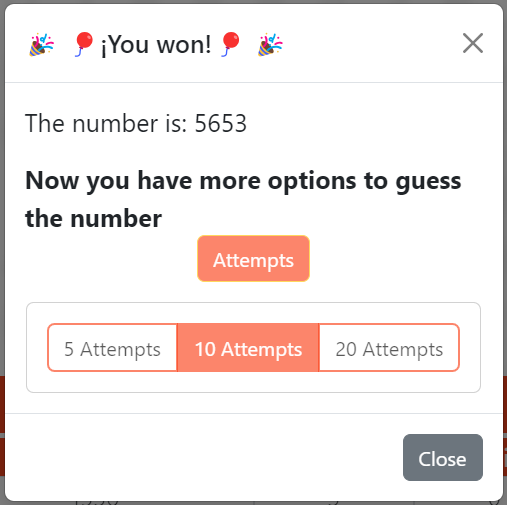 🎉 🎈¡You won!🎈 🎉
The number is: 5653
Now you have more options to guess
the number
Attempts
5 Attempts 10 Attempts 20 Attempts
Close